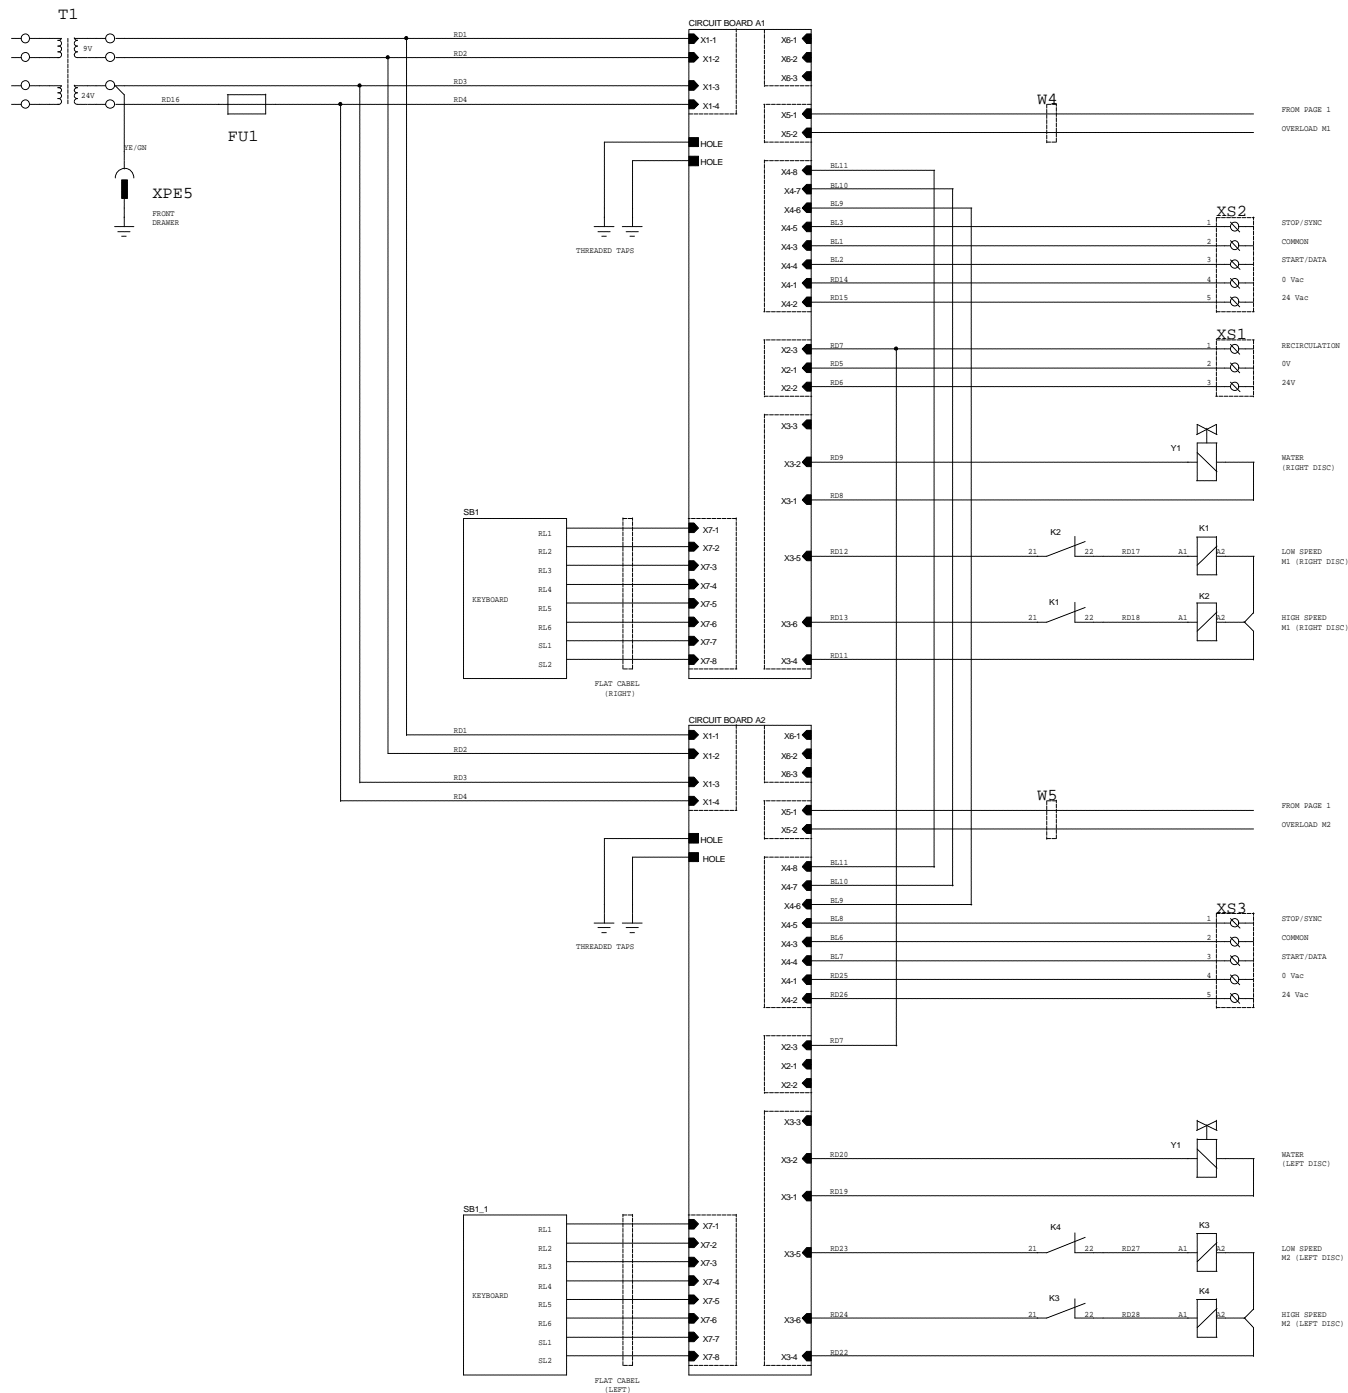 T1
9V
24V
RD16
FU1
YE/GN
XPE5
FRONT
DRAWER
RD1
RD2
RD3
RD4
CIRCUIT BOARD A1
X1-1
X1-2
X1-3
X1-4
HOLE
HOLE
THREADED TAPS
X6-1
X6-2
X6-3
X5-1
X5-2
W4
FROM PAGE 1
OVERLOAD M1
X4-8 BL11
X4-7 BL10
X4-6 BL9
X4-5 BL3
X4-3 BL1
X4-4 BL2
X4-1 RD14
X4-2 RD15
XS2
1 STOP/SYNC
2 COMMON
3 START/DATA
4 0 Vac
5 24 Vac
X2-3 RD7
X2-1 RD5
X2-2 RD6
XS1
1 RECIRCULATION
2 0V
3 24V
X3-3
X3-2 RD9 Y1
WATER
(RIGHT DISC)
X3-1 RD8
K2 K1
X3-5 RD12 21 22 RD17 A1 A2
LOW SPEED
M1 (RIGHT DISC)
K1 K2
X3-6 RD13 21 22 RD18 A1 A2
HIGH SPEED
M1 (RIGHT DISC)
X3-4 RD11
SB1
KEYBOARD
RL1 X7-1
RL2 X7-2
RL3 X7-3
RL4 X7-4
RL5 X7-5
RL6 X7-6
SL1 X7-7
SL2 X7-8
FLAT CABEL
(RIGHT)
CIRCUIT BOARD A2
RD1 X1-1
RD2 X1-2
RD3 X1-3
RD4 X1-4
HOLE
HOLE
THREADED TAPS
X6-1
X6-2
X6-3
X5-1
X5-2
W5
FROM PAGE 1
OVERLOAD M2
X4-8 BL11
X4-7 BL10
X4-6 BL9
X4-5 BL8
X4-3 BL6
X4-4 BL7
X4-1 RD25
X4-2 RD26
XS3
1 STOP/SYNC
2 COMMON
3 START/DATA
4 0 Vac
5 24 Vac
X2-3 RD7
X2-1
X2-2
X3-3
X3-2 RD20 Y1
WATER
(LEFT DISC)
X3-1 RD19
K4 K3
X3-5 RD23 21 22 RD27 A1 A2
LOW SPEED
M2 (LEFT DISC)
K3 K4
X3-6 RD24 21 22 RD28 A1 A2
HIGH SPEED
M2 (LEFT DISC)
X3-4 RD22
SB1_1
KEYBOARD
RL1 X7-1
RL2 X7-2
RL3 X7-3
RL4 X7-4
RL5 X7-5
RL6 X7-6
SL1 X7-7
SL2 X7-8
FLAT CABEL
(LEFT)